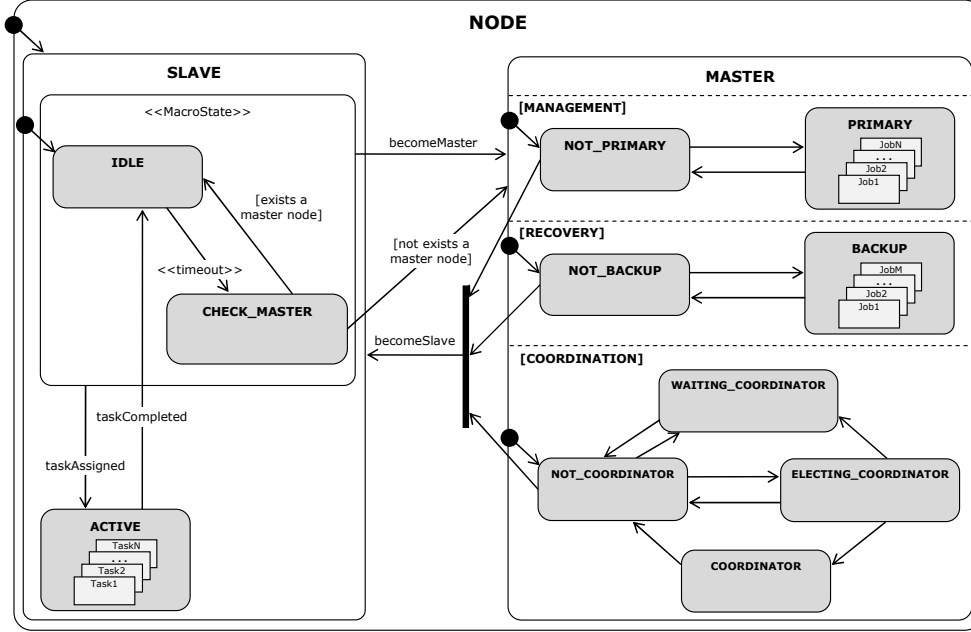 NODE
SLAVE
<<MacroState>>
IDLE
[exists a
master node]
<<timeout>>
CHECK_MASTER
taskCompleted
taskAssigned
ACTIVE
TaskN
...
Task2
Task1
becomeMaster
[not exists a
master node]
becomeSlave
MASTER
[MANAGEMENT]
NOT_PRIMARY
PRIMARY
JobN
...
Job2
Job1
[RECOVERY]
NOT_BACKUP
BACKUP
JobM
...
Job2
Job1
[COORDINATION]
WAITING_COORDINATOR
NOT_COORDINATOR
ELECTING_COORDINATOR
COORDINATOR